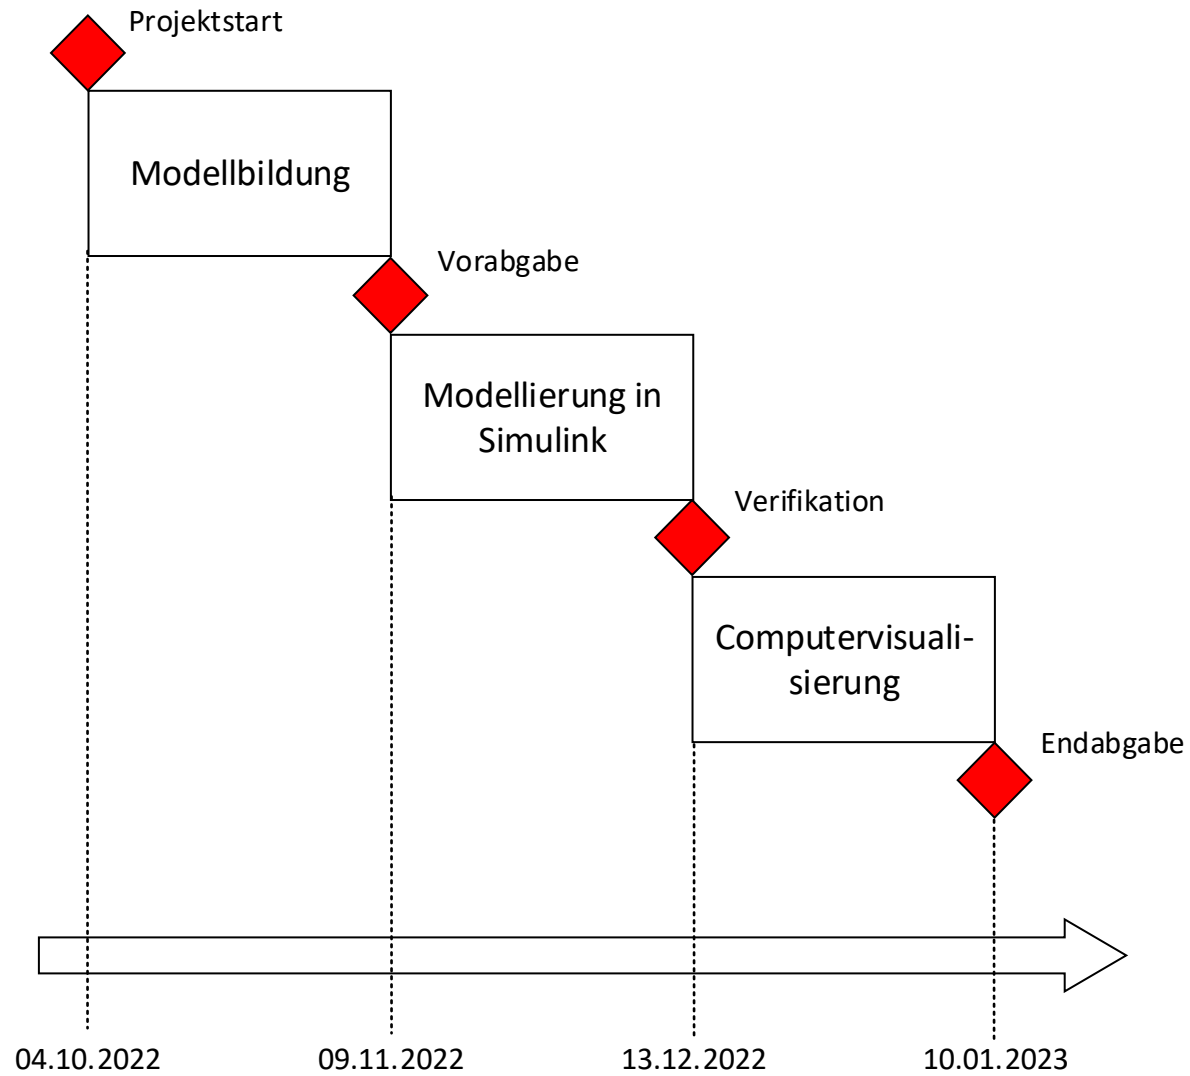 Projektstart
Modellbildung
Vorabgabe
Modellierung in
Simulink
Verifikation
Computervisuali-
sierung
Endabgabe
04.10.2022
09.11.2022
13.12.2022
10.01.2023